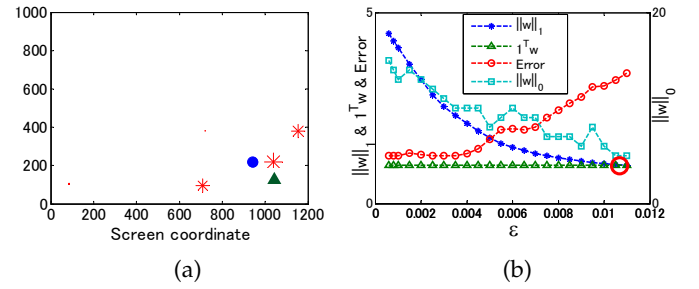 1000
800
600
400
200
0
0 200 400 600 800 1000 1200
Screen coordinate
(a)
5
1
0
||w|| & 1ᵀw & Error
||w||₁
1ᵀw
Error
||w||₀
20
0
||w||₀
0.002 0.004 0.006 0.008 0.01 0.012
ε
(b)